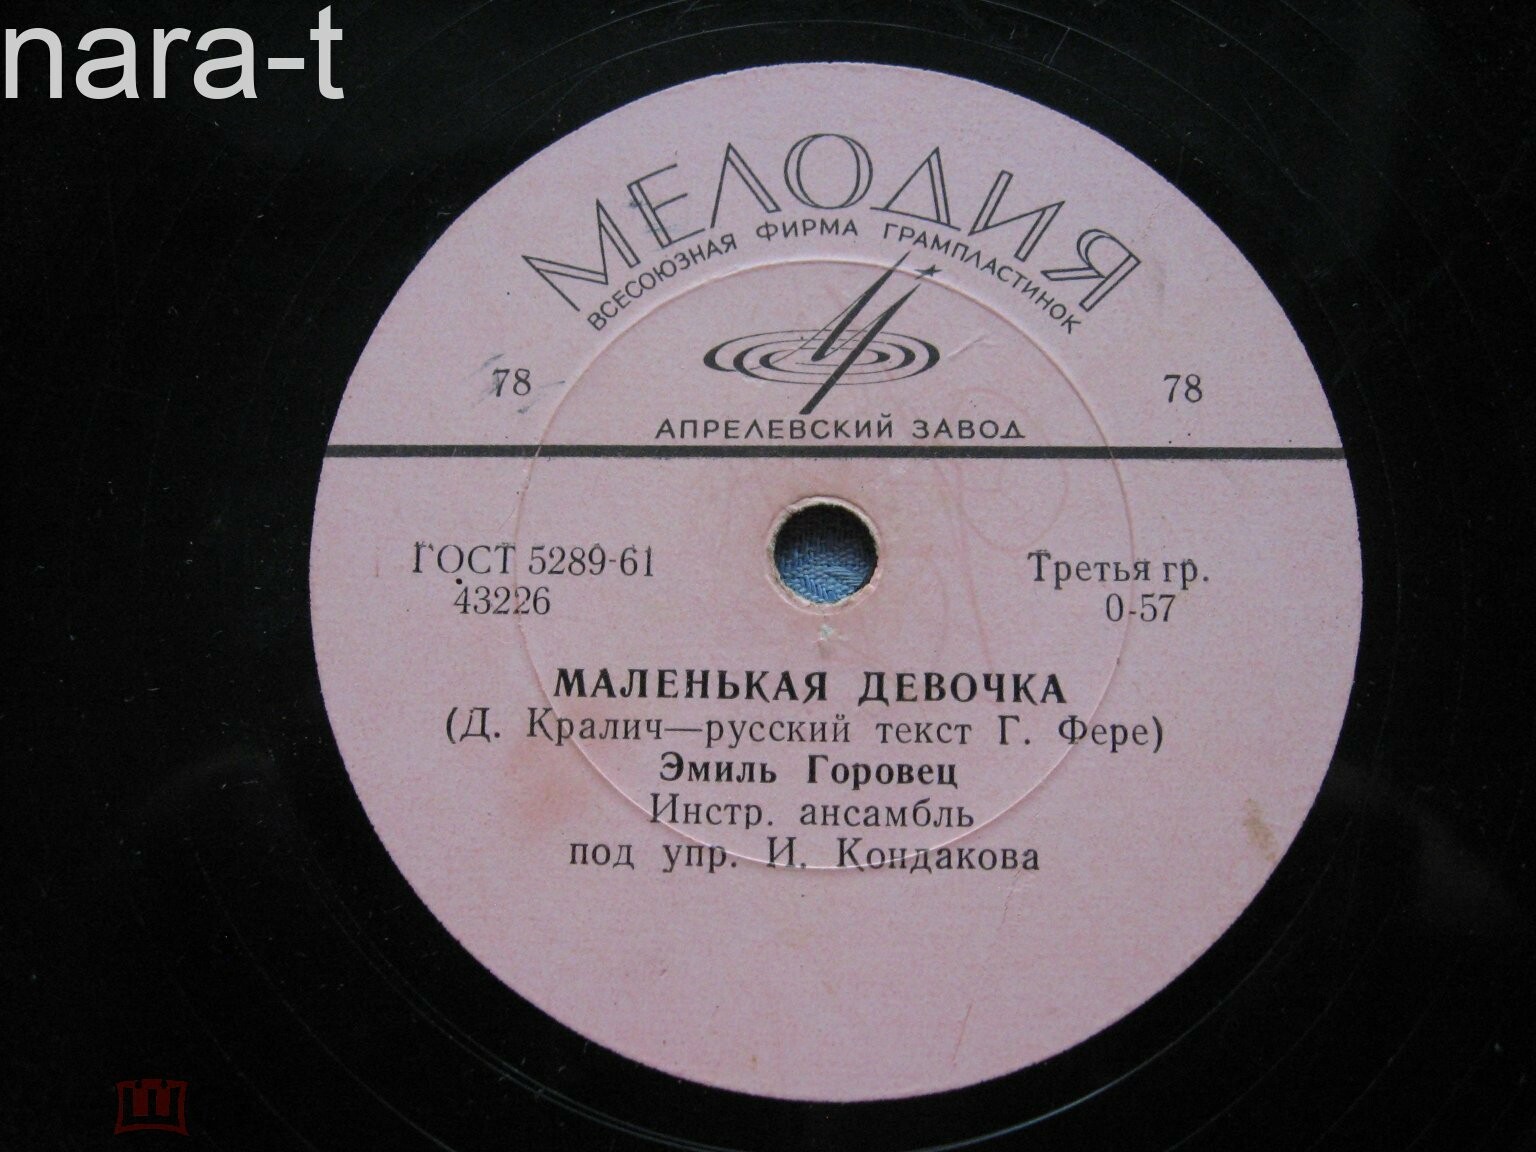 nara-t
МЕЛОДИЯ
ВСЕСОЮЗНАЯ ФИРМА ГРАМПЛАСТИНОК
78
78
АПРЕЛЕВСКИЙ ЗАВОД
ГОСТ 5289-61
Третья гр.
43226
0-57
МАЛЕНЬКАЯ ДЕВОЧКА
(Д. Кралич—русский текст Г. Фере)
Эмиль Горовец
Инстр. ансамбль
под упр. И. Кондакова